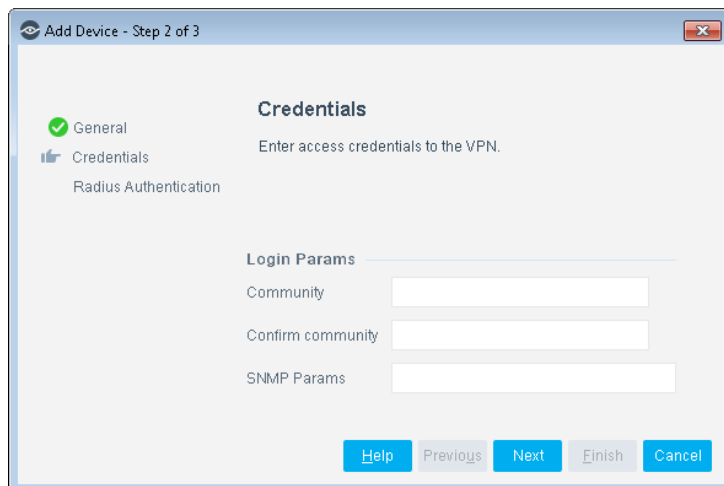 Add Device - Step 2 of 3
General
Credentials
Radius Authentication
Credentials
Enter access credentials to the VPN.
Login Params
Community
Confirm community
SNMP Params
Help Previous Next Finish Cancel